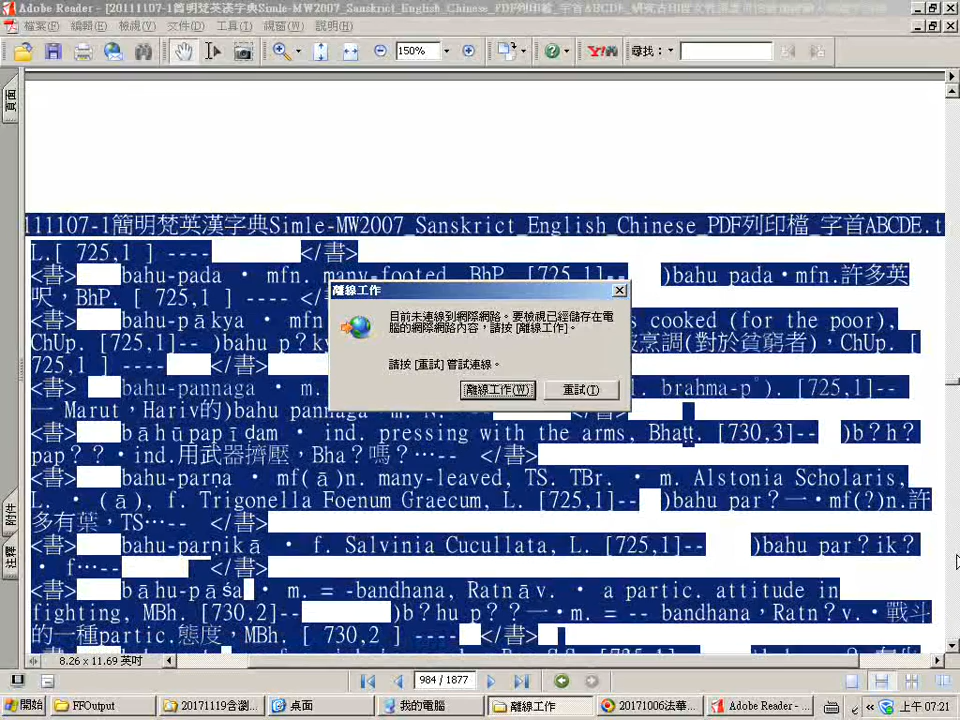 Adobe Reader - [20111107-1簡明梵英漢字典Simle-MW2007_Sanskrict_English_Chinese_PDF列印檔_字首ABCDE
檔案(F) 編輯(E) 檢視(V) 文件(D) 工具(T) 視窗(W) 說明(H)
150% 尋找:
頁面
111107-1簡明梵英漢字典Simle-MW2007_Sanskrict_English_Chinese_PDF列印檔_字首ABCDE.t
L.[ 725,1 ] ---- </書>
<書> bahu-pada • mfn. many-footed, BhP. [725,1]-- )bahu pada•mfn.許多英
呎，BhP. [ 725,1 ] ---- </
離線工作
目前未連線到網際網路。要檢視已經儲存在電
腦的網際網路內容，請按 [離線工作]。
請按 [重試] 嘗試連線。
離線工作(W) 重試(T)
<書> bahu-pākya • mfn s cooked (for the poor),
ChUp. [725,1]-- )bahu p?ky 烹調(對於貧窮者)，ChUp. [
725,1 ] ---- </書>
<書> bahu-pannaga • m. . brahma-p°). [725,1]--
一 Marut，Hariv的)bahu pannaga
<書> bāhūpapīḍam • ind. pressing with the arms, Bhaṭṭ. [730,3]-- )b?h?
pap??•ind.用武器擠壓，Bha?嗎?…-- </書>
<書> bahu-parṇa • mf(ā)n. many-leaved, TS. TBr. • m. Alstonia Scholaris,
L. • (ā), f. Trigonella Foenum Graecum, L. [725,1]-- )bahu par?一•mf(?)n.許
多有葉，TS…-- </書>
<書> bahu-parṇikā • f. Salvinia Cucullata, L. [725,1]-- )bahu par?ik?
• f…-- </書>
<書> bāhu-pāśa • m. = -bandhana, Ratnāv. • a partic. attitude in
fighting, MBh. [730,2]-- )b?hu p??一•m. = -- bandhana，Ratn?v.•戰斗
的一種partic.態度，MBh. [ 730,2 ] ---- </書>
附件
注釋
8.26 x 11.69 英吋
984 / 1877
開始 FFOutput 20171119含瀏... 桌面 我的電腦 離線工作 20171006法華... Adobe Reader - ... 上午 07:21